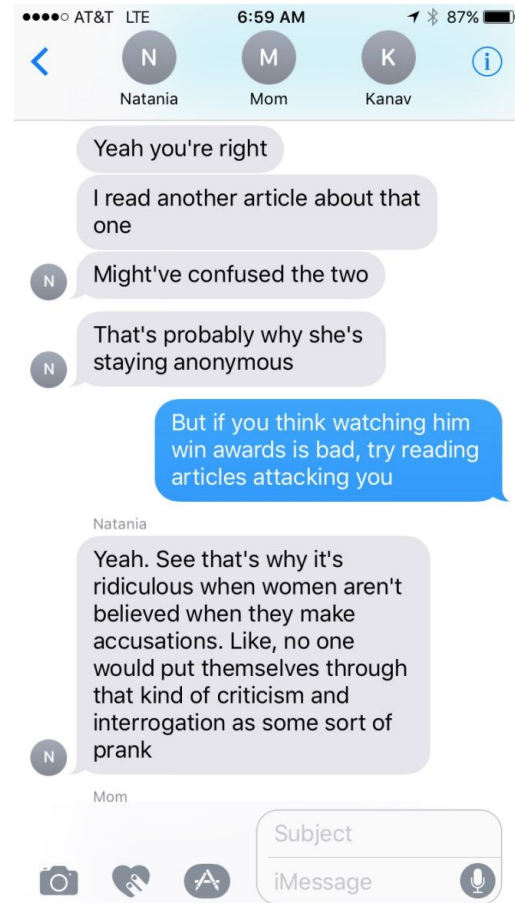 AT&T LTE 6:59 AM 87%
N M K
Natania Mom Kanav
Yeah you're right
I read another article about that
one
Might've confused the two
N
That's probably why she's
staying anonymous
N
But if you think watching him
win awards is bad, try reading
articles attacking you
Natania
Yeah. See that's why it's
ridiculous when women aren't
believed when they make
accusations. Like, no one
would put themselves through
that kind of criticism and
interrogation as some sort of
prank
N
Mom
Subject
iMessage